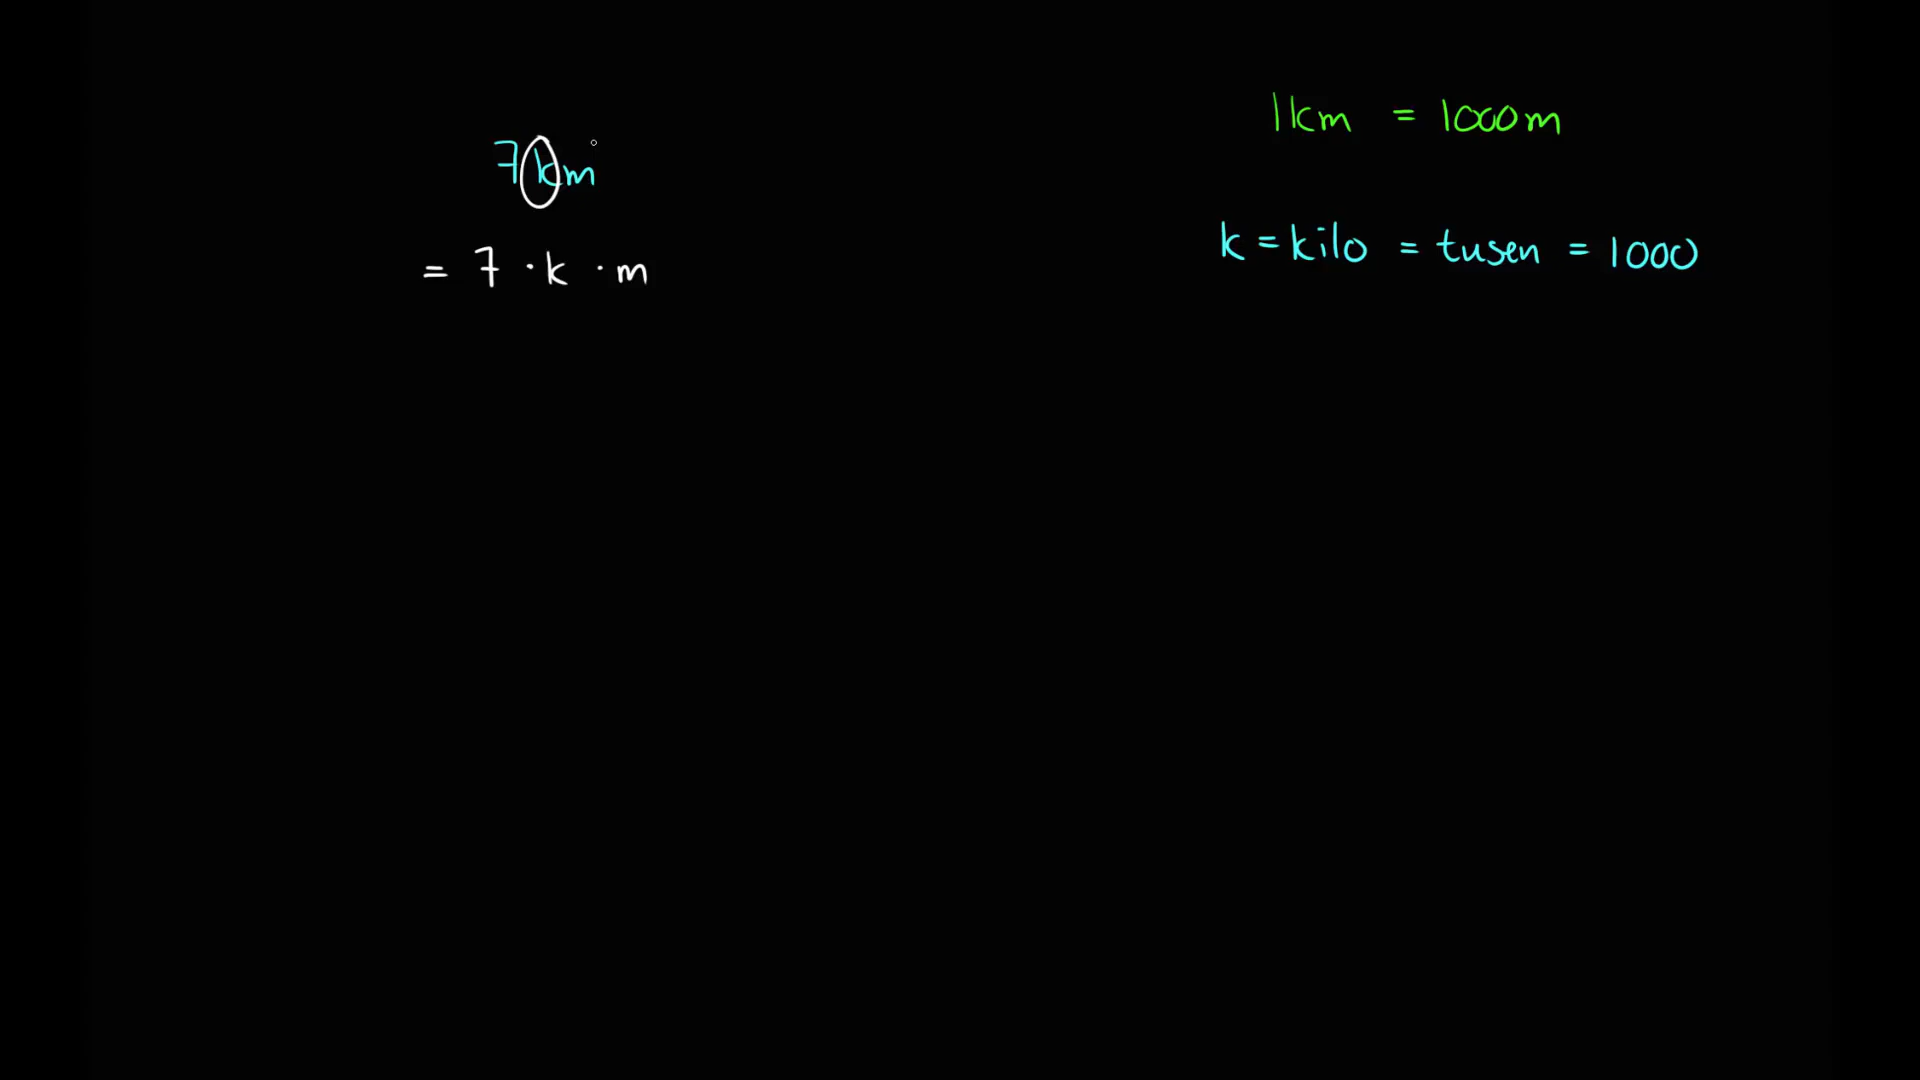 1km = 1000m
7km
k = kilo = tusen = 1000
= 7 · k · m